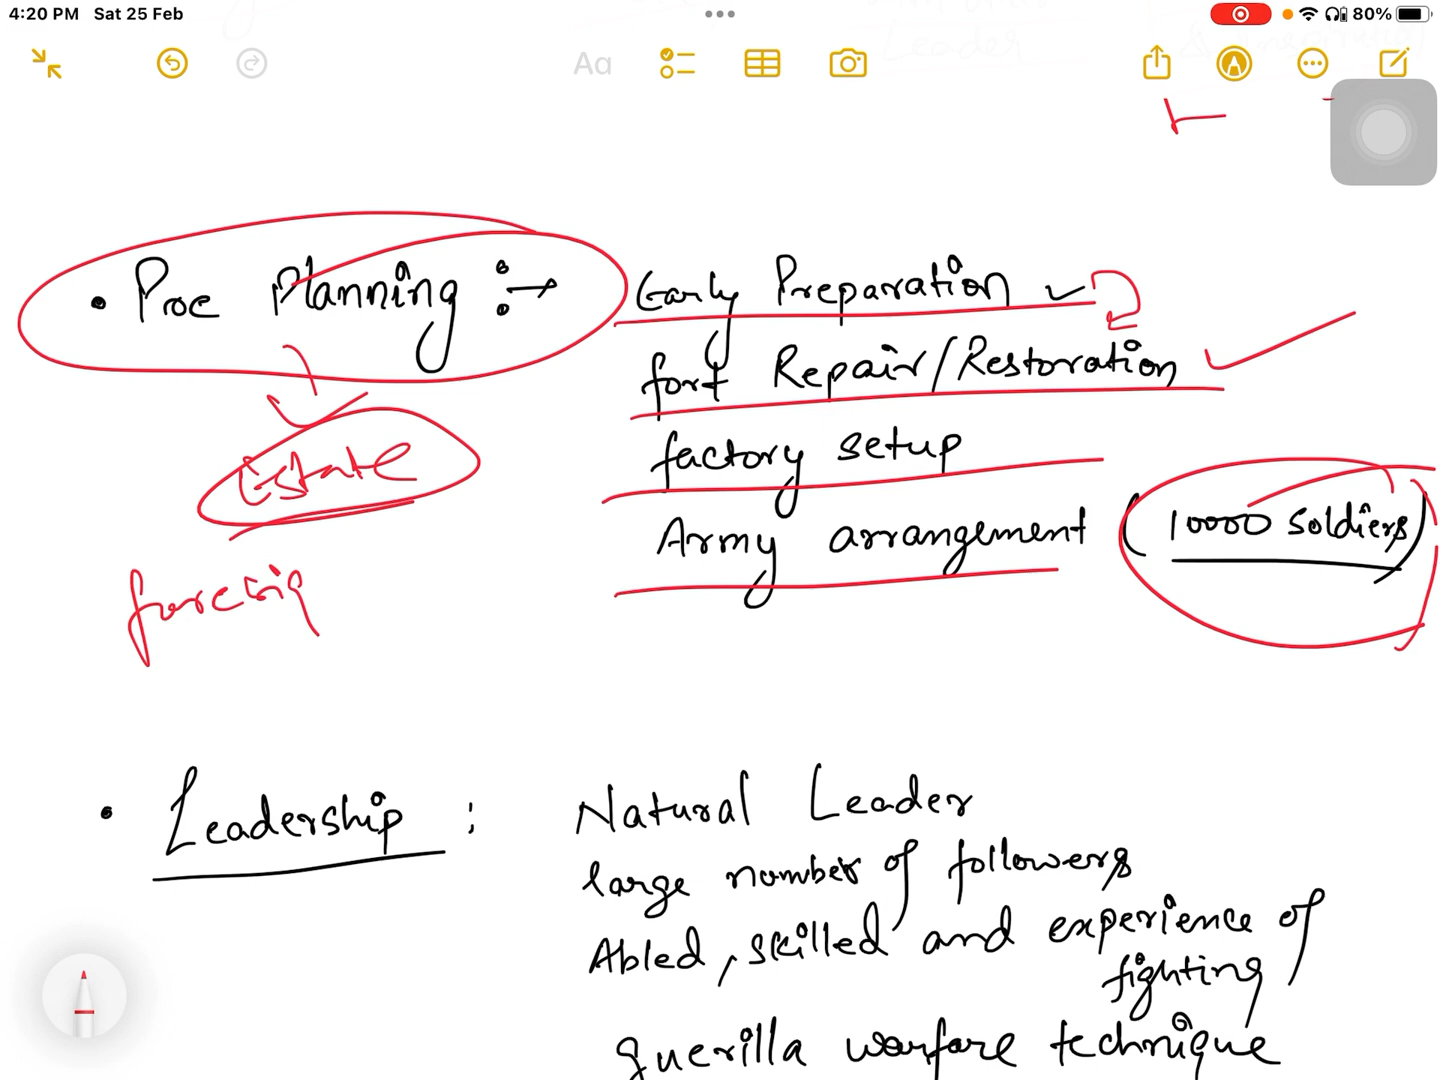 4:20 PM Sat 25 Feb
80%
Aa
Leader
• Pre Planning :→ Early Preparation ✓
fort Repair/Restoration
factory setup
Army arrangement (10000 soldiers)
Estate
• Leadership : Natural Leader
large number of followers
Abled, skilled and experience of
fighting
guerilla warfare technique